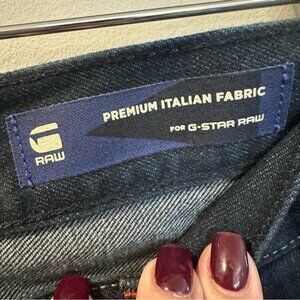 RAW
PREMIUM ITALIAN FABRIC
FOR G-STAR RAW